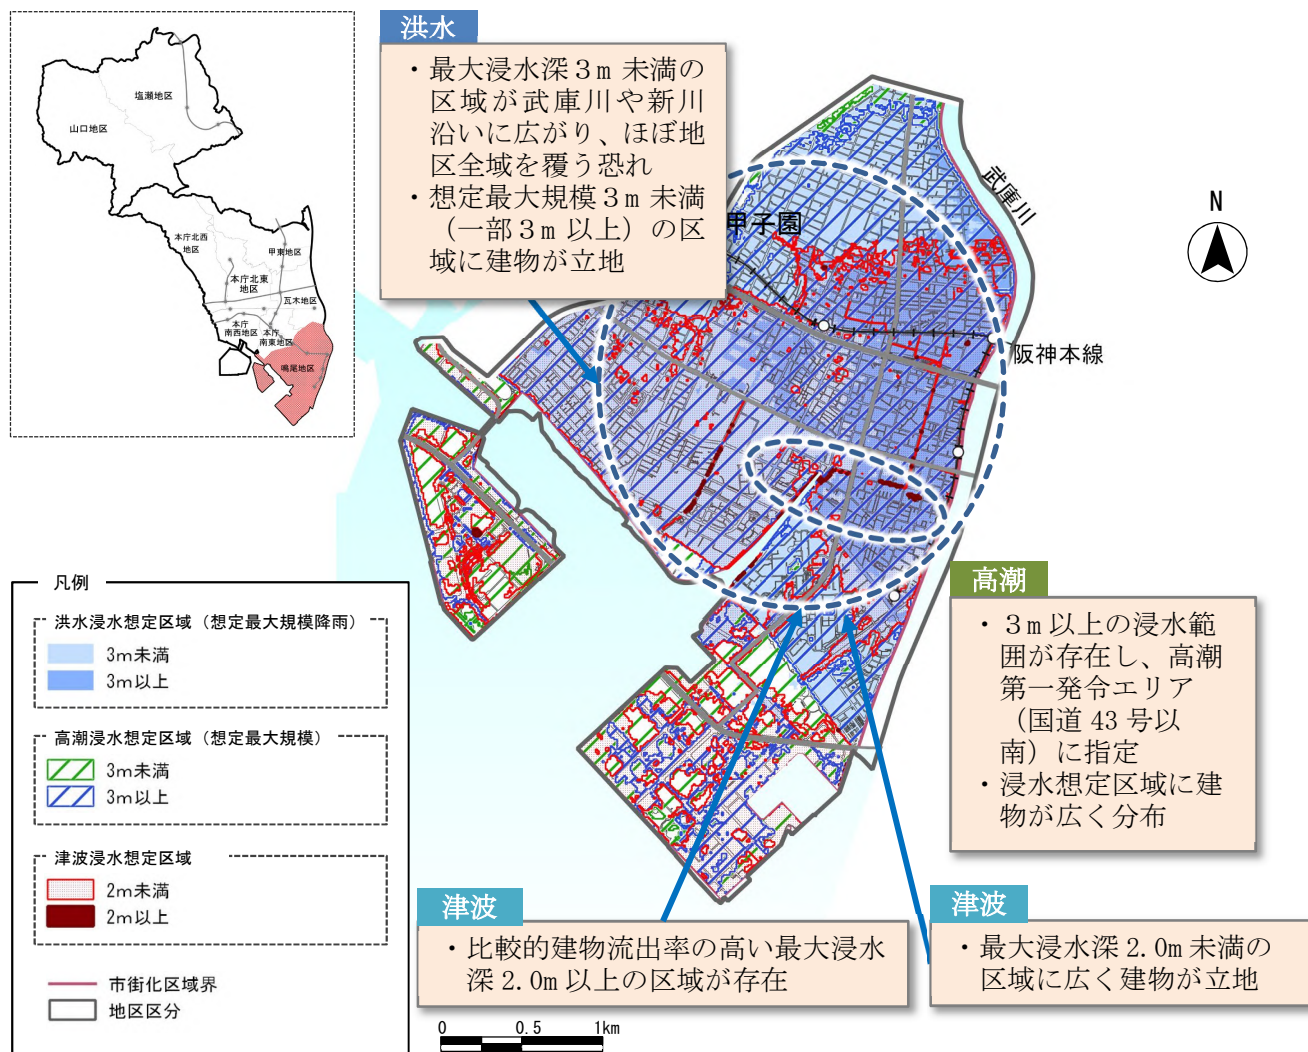 塩瀬地区
山口地区
本庁北西
地区
甲東地区
本庁北東
地区
瓦木地区
本庁
南西地区
本庁
南東地区
鳴尾地区
洪水
・最大浸水深3m 未満の
区域が武庫川や新川
沿いに広がり、ほぼ地
区全域を覆う恐れ
・想定最大規模3m 未満
（一部3m 以上）の区
域に建物が立地
武庫川
甲子園
N
阪神本線
高潮
・3m 以上の浸水範
囲が存在し、高潮
第一発令エリア
（国道 43 号以
南）に指定
・浸水想定区域に建
物が広く分布
凡例
洪水浸水想定区域（想定最大規模降雨）
3m未満
3m以上
高潮浸水想定区域（想定最大規模）
3m未満
3m以上
津波浸水想定区域
2m未満
2m以上
市街化区域界
地区区分
津波
・比較的建物流出率の高い最大浸水
深 2.0m 以上の区域が存在
津波
・最大浸水深 2.0m 未満の
区域に広く建物が立地
0 0.5 1km